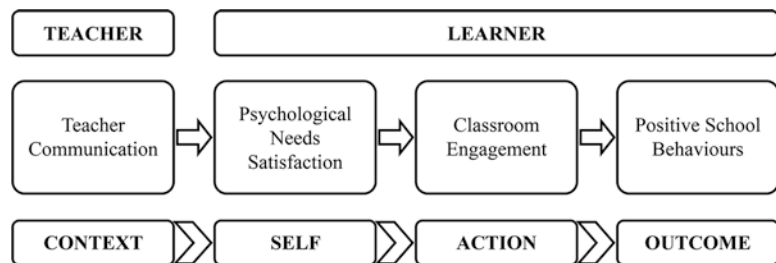 TEACHER
LEARNER
Teacher
Communication
Psychological
Needs
Satisfaction
Classroom
Engagement
Positive School
Behaviours
CONTEXT
SELF
ACTION
OUTCOME